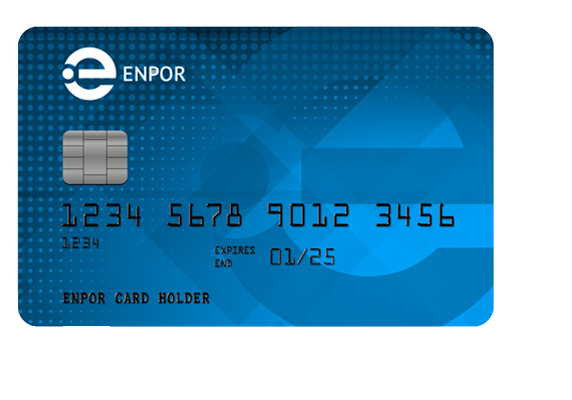 ENPOR
1234 5678 9012 3456
1234
EXPIRES
END
01/25
ENPOR CARD HOLDER